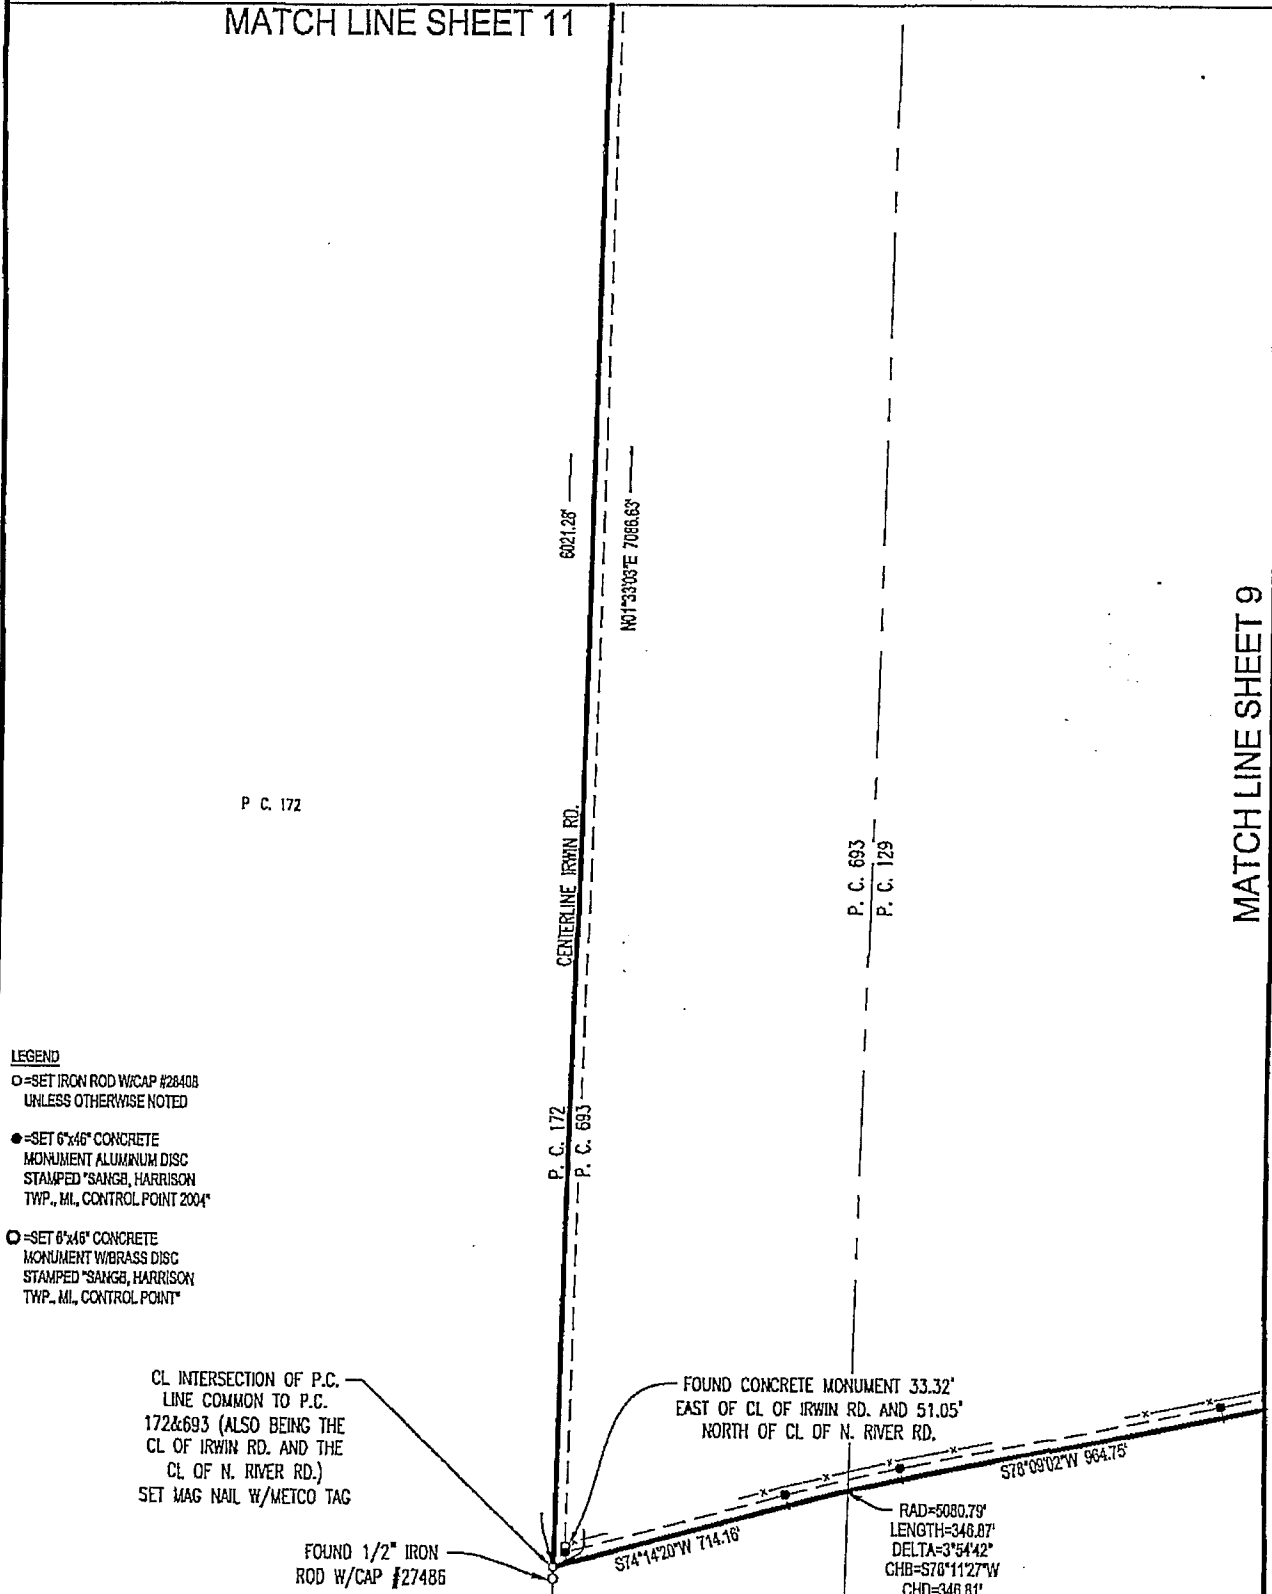 MATCH LINE SHEET 11
6021.28'
N01°33'03"E 7086.63'
MATCH LINE SHEET 9
P C. 172
CENTERLINE IRWIN RD.
P. C. 693
P. C. 129
P. C. 172
P. C. 693
LEGEND
O=SET IRON ROD W/CAP #28408
UNLESS OTHERWISE NOTED
●=SET 6"x46" CONCRETE
MONUMENT ALUMINUM DISC
STAMPED "SANGB, HARRISON
TWP., MI., CONTROL POINT 2004"
O=SET 6"x46" CONCRETE
MONUMENT W/BRASS DISC
STAMPED "SANGB, HARRISON
TWP., MI., CONTROL POINT"
CL INTERSECTION OF P.C.
LINE COMMON TO P.C.
172&693 (ALSO BEING THE
CL OF IRWIN RD. AND THE
CL OF N. RIVER RD.)
SET MAG NAIL W/METCO TAG
FOUND CONCRETE MONUMENT 33.32'
EAST OF CL OF IRWIN RD. AND 51.05'
NORTH OF CL OF N. RIVER RD.
S78°09'02"W 964.75'
S74°14'20"W 714.16'
RAD=5080.79'
LENGTH=346.87'
DELTA=3°54'42"
CHB=S76°11'27"W
CHD=346.81'
FOUND 1/2" IRON
ROD W/CAP #27486